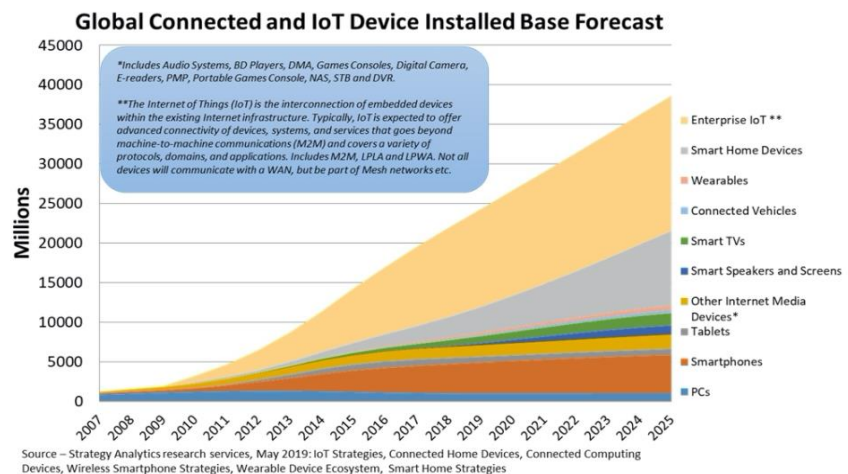 Global Connected and IoT Device Installed Base Forecast
45000
40000
35000
30000
25000
20000
15000
10000
5000
0
Millions
*Includes Audio Systems, BD Players, DMA, Games Consoles, Digital Camera,
E-readers, PMP, Portable Games Console, NAS, STB and DVR.
**The Internet of Things (IoT) is the interconnection of embedded devices
within the existing Internet infrastructure. Typically, IoT is expected to offer
advanced connectivity of devices, systems, and services that goes beyond
machine-to-machine communications (M2M) and covers a variety of
protocols, domains, and applications. Includes M2M, LPLA and LPWA. Not all
devices will communicate with a WAN, but be part of Mesh networks etc.
Enterprise IoT **
Smart Home Devices
Wearables
Connected Vehicles
Smart TVs
Smart Speakers and Screens
Other Internet Media
Devices*
Tablets
Smartphones
PCs
2007
2008
2009
2010
2011
2012
2013
2014
2015
2016
2017
2018
2019
2020
2021
2022
2023
2024
2025
Source – Strategy Analytics research services, May 2019: IoT Strategies, Connected Home Devices, Connected Computing
Devices, Wireless Smartphone Strategies, Wearable Device Ecosystem, Smart Home Strategies